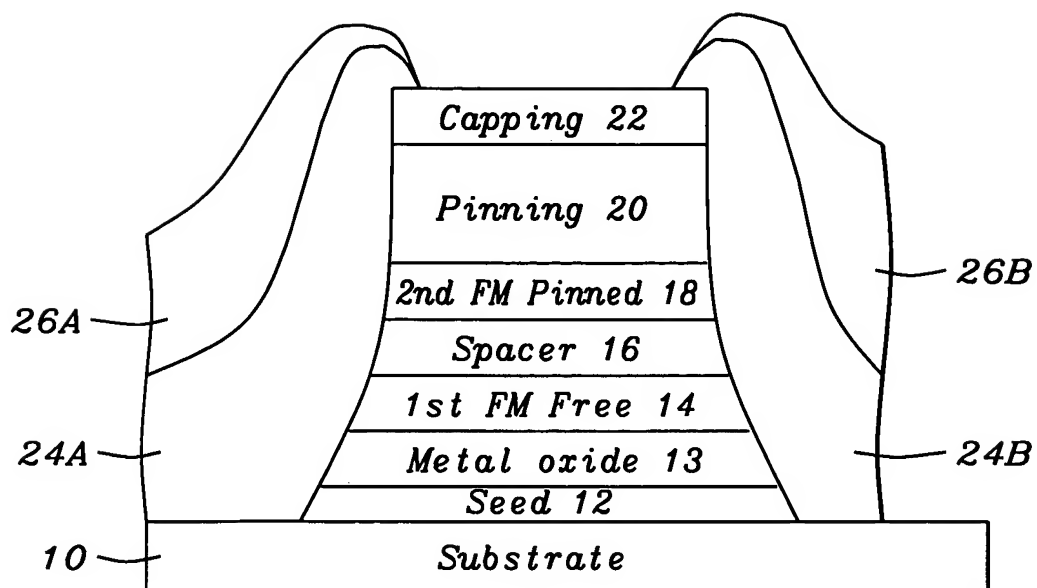 Capping 22
Pinning 20
26B
2nd FM Pinned 18
26A
Spacer 16
1st FM Free 14
24A
Metal oxide 13
24B
Seed 12
10
Substrate